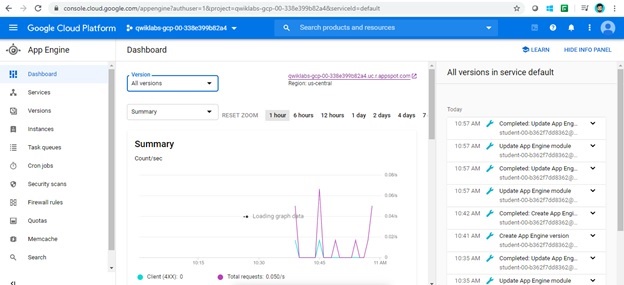 console.cloud.google.com/appengine?authuser=1&project=qwiklabs-gcp-00-338e399b82a4&serviceId=default
Google Cloud Platform
qwiklabs-gcp-00-338e399b82a4
Search products and resources
App Engine
Dashboard
LEARN
HIDE INFO PANEL
Dashboard
Services
Versions
Instances
Task queues
Cron jobs
Security scans
Firewall rules
Quotas
Memcache
Search
Version
All versions
qwiklabs-gcp-00-338e399b82a4.uc.r.appspot.com
Region: us-central
Summary
RESET ZOOM
1 hour
6 hours
12 hours
1 day
2 days
4 days
7
Summary
Count/sec
0.08/s
0.06/s
0.04/s
0.02/s
0
Loading graph data
10:15
10:30
10:45
11 AM
Client (4XX): 0
Total requests: 0.050/s
All versions in service default
Today
10:57 AM Completed: Update App Eng...
student-00-b362f7dd8362@...
10:57 AM Update App Engine module
student-00-b362f7dd8362@...
10:57 AM Completed: Update App Eng...
student-00-b362f7dd8362@...
10:57 AM Update App Engine module
student-00-b362f7dd8362@...
10:42 AM Completed: Create App Engi...
student-00-b362f7dd8362@...
10:41 AM Create App Engine version
student-00-b362f7dd8362@...
10:35 AM Completed: Update App Eng...
student-00-b362f7dd8362@...
10:35 AM Update App Engine module